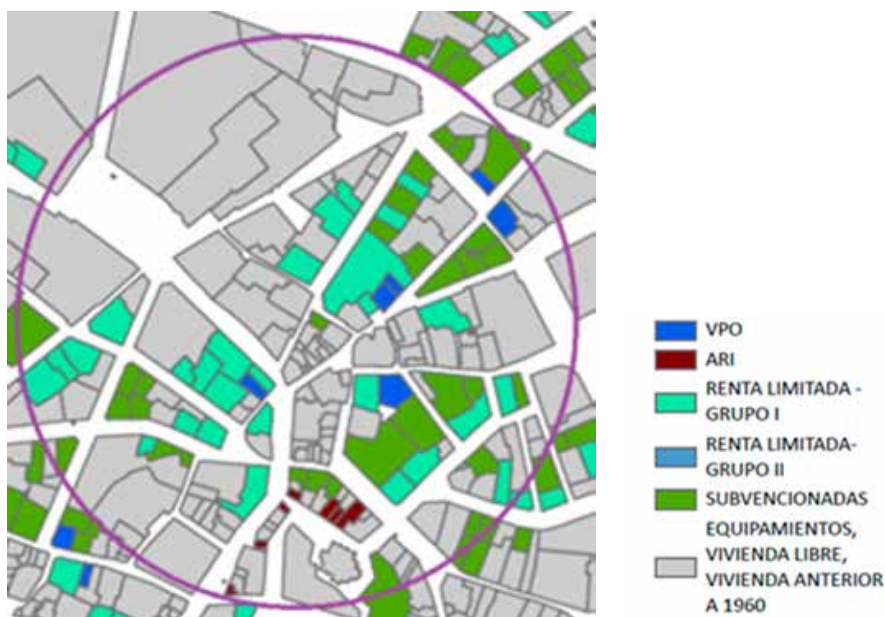 VPO
ARI
RENTA LIMITADA -
GRUPO I
RENTA LIMITADA-
GRUPO II
SUBVENCIONADAS
EQUIPAMIENTOS,
VIVIENDA LIBRE,
VIVIENDA ANTERIOR
A 1960